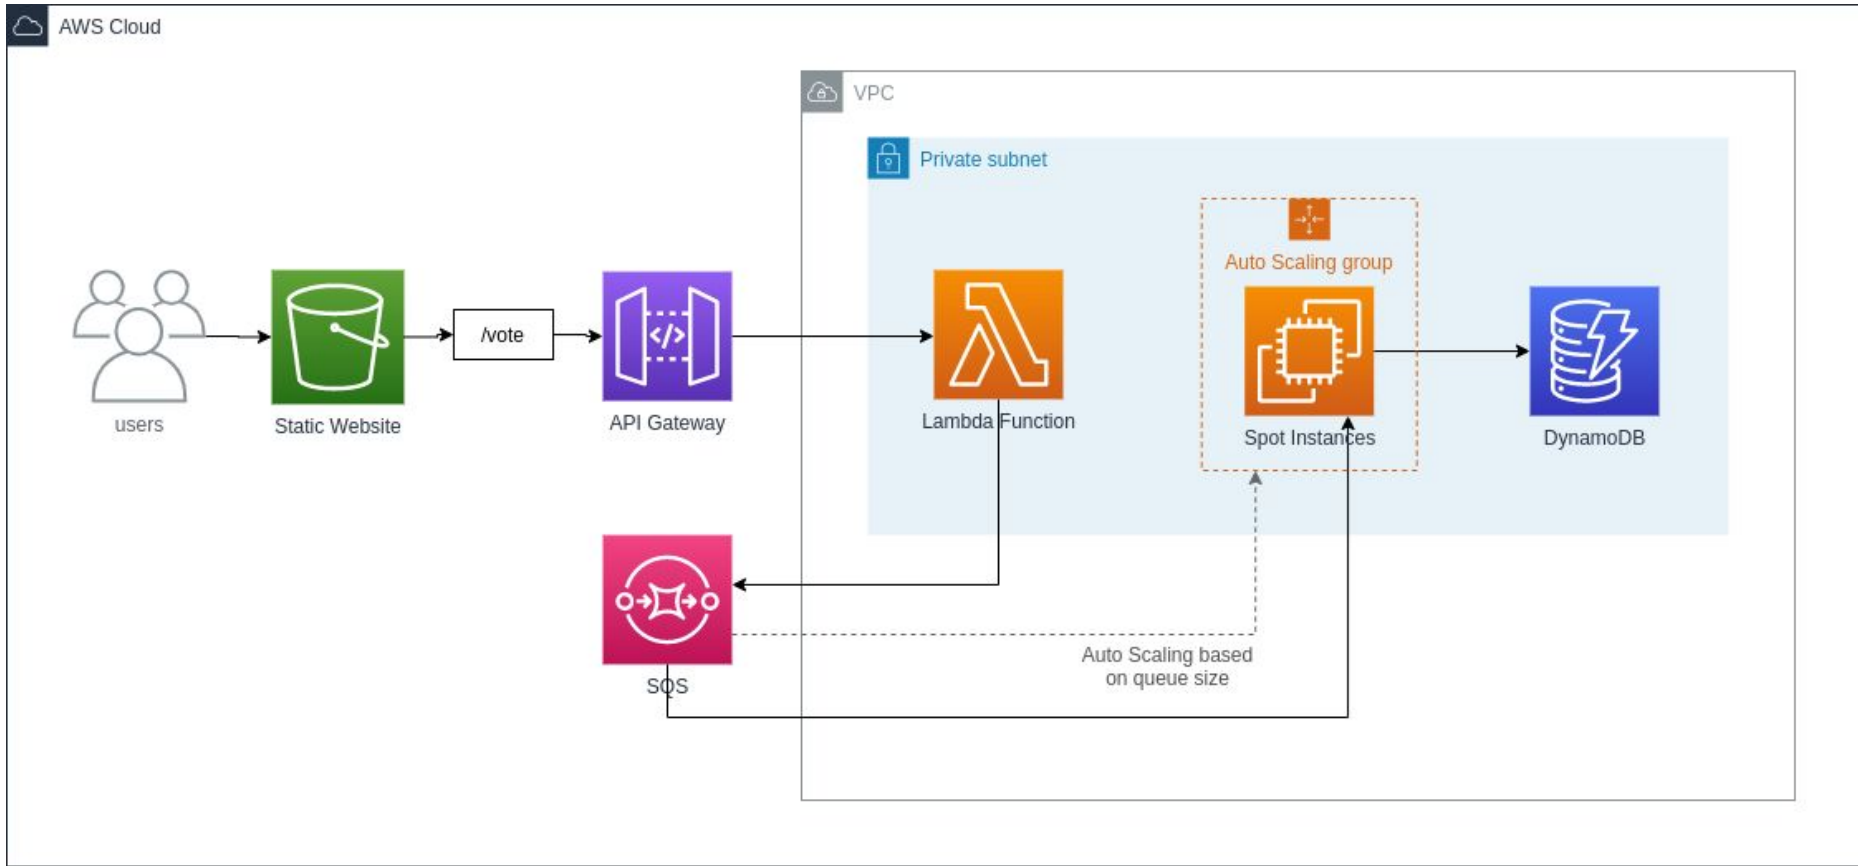 AWS Cloud
VPC
Private subnet
Auto Scaling group
/vote
users
Static Website
API Gateway
Lambda Function
Spot Instances
DynamoDB
Auto Scaling based
on queue size
SQS